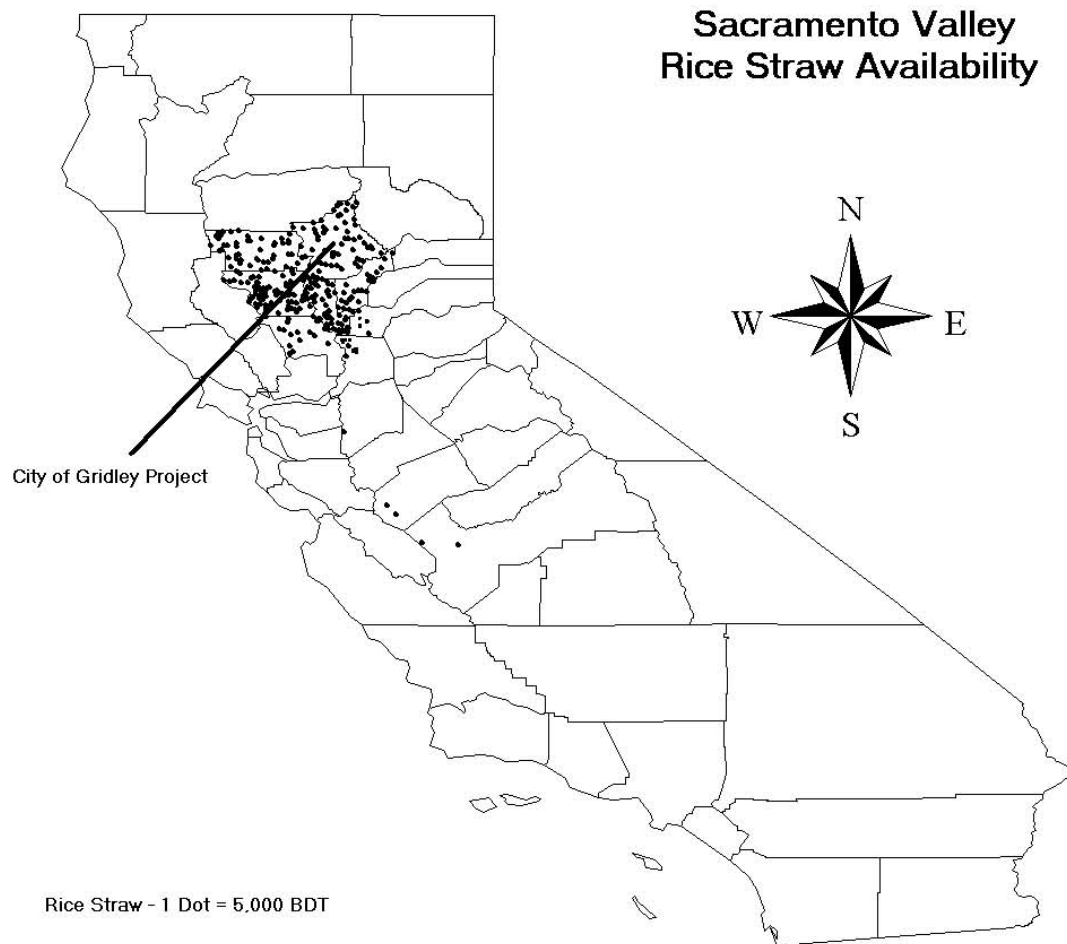 Sacramento Valley
Rice Straw Availability
N
W
E
S
City of Gridley Project
Rice Straw - 1 Dot = 5,000 BDT